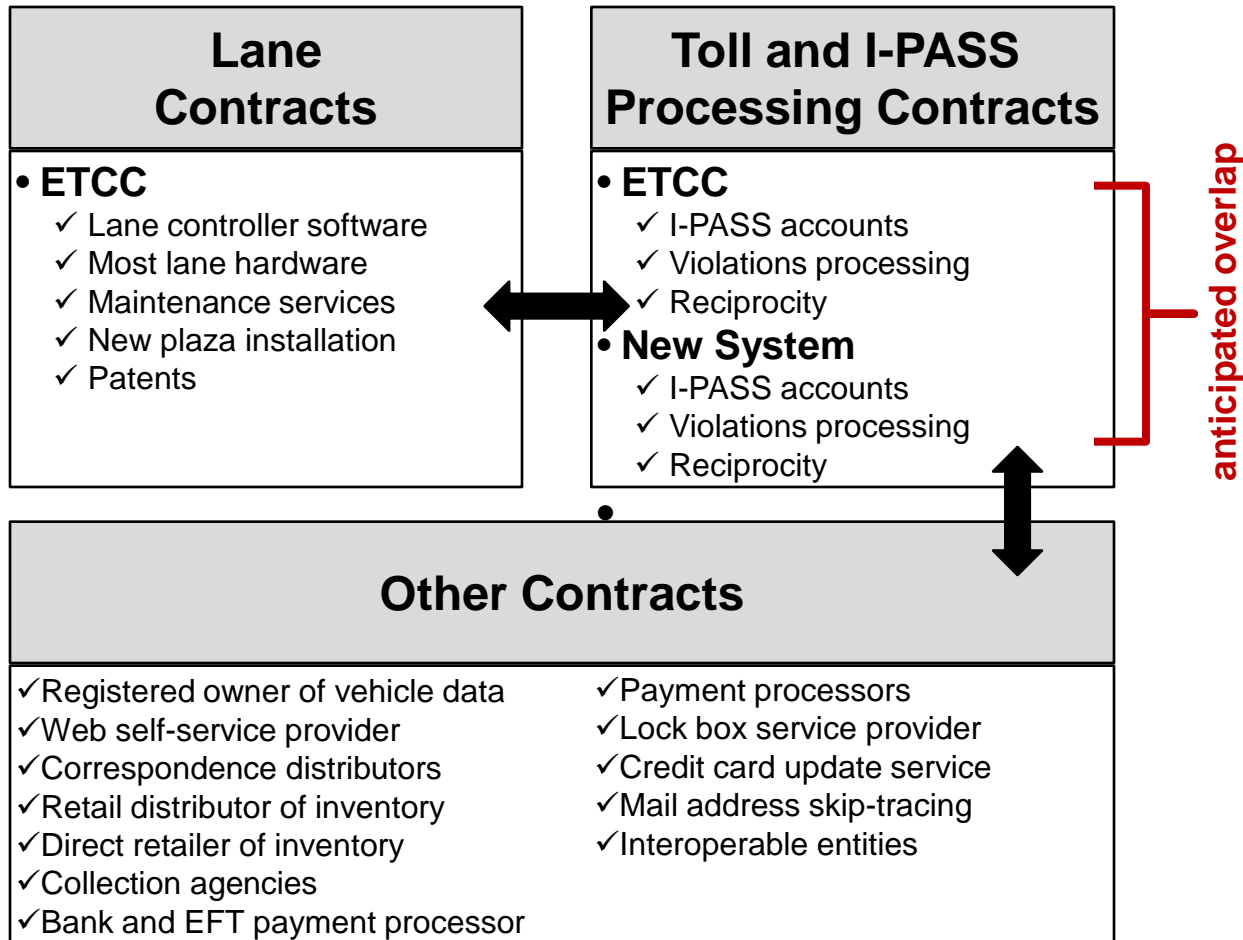 Lane
Contracts
• ETCC
✓ Lane controller software
✓ Most lane hardware
✓ Maintenance services
✓ New plaza installation
✓ Patents
Toll and I-PASS
Processing Contracts
• ETCC
✓ I-PASS accounts
✓ Violations processing
✓ Reciprocity
• New System
✓ I-PASS accounts
✓ Violations processing
✓ Reciprocity
•
anticipated overlap
Other Contracts
✓Registered owner of vehicle data
✓Web self-service provider
✓Correspondence distributors
✓Retail distributor of inventory
✓Direct retailer of inventory
✓Collection agencies
✓Bank and EFT payment processor
✓Payment processors
✓Lock box service provider
✓Credit card update service
✓Mail address skip-tracing
✓Interoperable entities